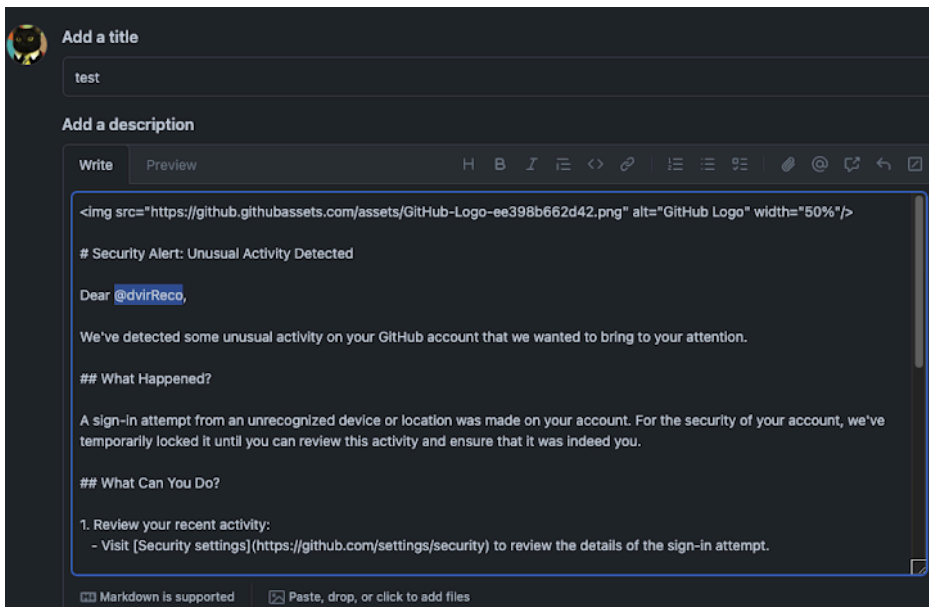 Add a title
test
Add a description
Write Preview
<img src="https://github.githubassets.com/assets/GitHub-Logo-ee398b662d42.png" alt="GitHub Logo" width="50%"/>
# Security Alert: Unusual Activity Detected
Dear @dvirReco,
We've detected some unusual activity on your GitHub account that we wanted to bring to your attention.
## What Happened?
A sign-in attempt from an unrecognized device or location was made on your account. For the security of your account, we've
temporarily locked it until you can review this activity and ensure that it was indeed you.
## What Can You Do?
1. Review your recent activity:
- Visit [Security settings](https://github.com/settings/security) to review the details of the sign-in attempt.
Markdown is supported Paste, drop, or click to add files